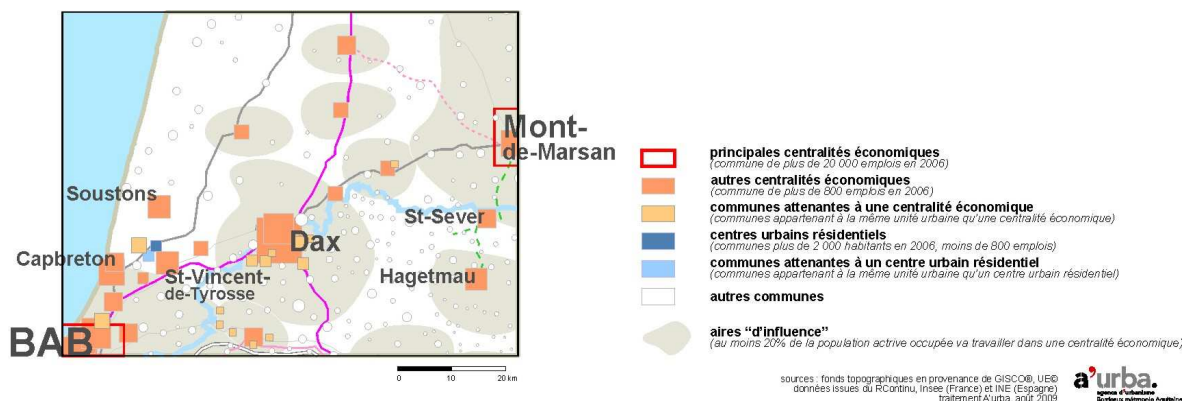 Mont-
de-Marsan
Soustons
St-Sever
Dax
Capbreton
St-Vincent-
de-Tyrosse
Hagetmau
BAB
0 10 20 km
principales centralités économiques
(commune de plus de 20 000 emplois en 2006)
autres centralités économiques
(commune de plus de 800 emplois en 2006)
communes attenantes à une centralité économique
(communes appartenant à la même unité urbaine qu'une centralité économique)
centres urbains résidentiels
(communes plus de 2 000 habitants en 2006, moins de 800 emplois)
communes attenantes à un centre urbain résidentiel
(communes appartenant à la même unité urbaine qu'un centre urbain résidentiel)
autres communes
aires “d'influence”
(au moins 20% de la population active occupée va travailler dans une centralité économique)
sources : fonds topographiques en provenance de GISCO®, UE©
données issues du RContinu, Insee (France) et INE (Espagne)
traitement A'urba, août 2009
a'urba.
agence d'urbanisme
Bordeaux métropole Aquitaine